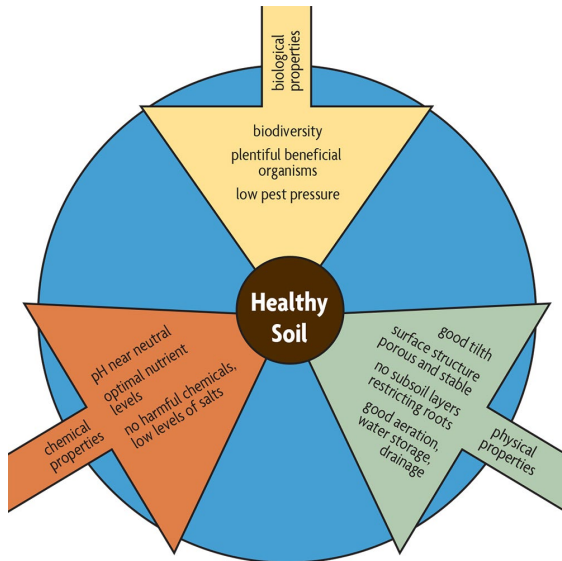 biological
properties
biodiversity
plentiful beneficial
organisms
low pest pressure
Healthy
Soil
pH near neutral
optimal nutrient
levels
no harmful chemicals,
low levels of salts
chemical
properties
good tilth
surface structure
porous and stable
no subsoil layers
restricting roots
good aeration,
water storage,
drainage
physical
properties